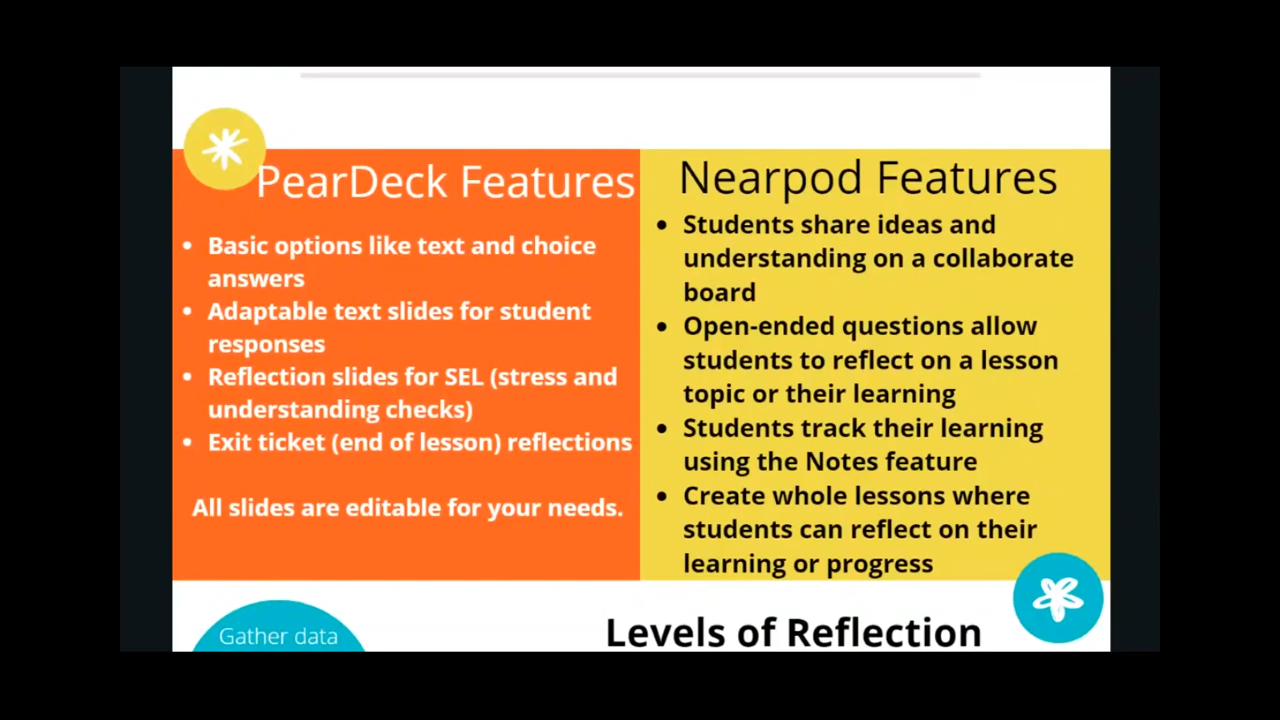 PearDeck Features
• Basic options like text and choice
answers
• Adaptable text slides for student
responses
• Reflection slides for SEL (stress and
understanding checks)
• Exit ticket (end of lesson) reflections
All slides are editable for your needs.
Nearpod Features
• Students share ideas and
understanding on a collaborate
board
• Open-ended questions allow
students to reflect on a lesson
topic or their learning
• Students track their learning
using the Notes feature
• Create whole lessons where
students can reflect on their
learning or progress
Gather data
Levels of Reflection